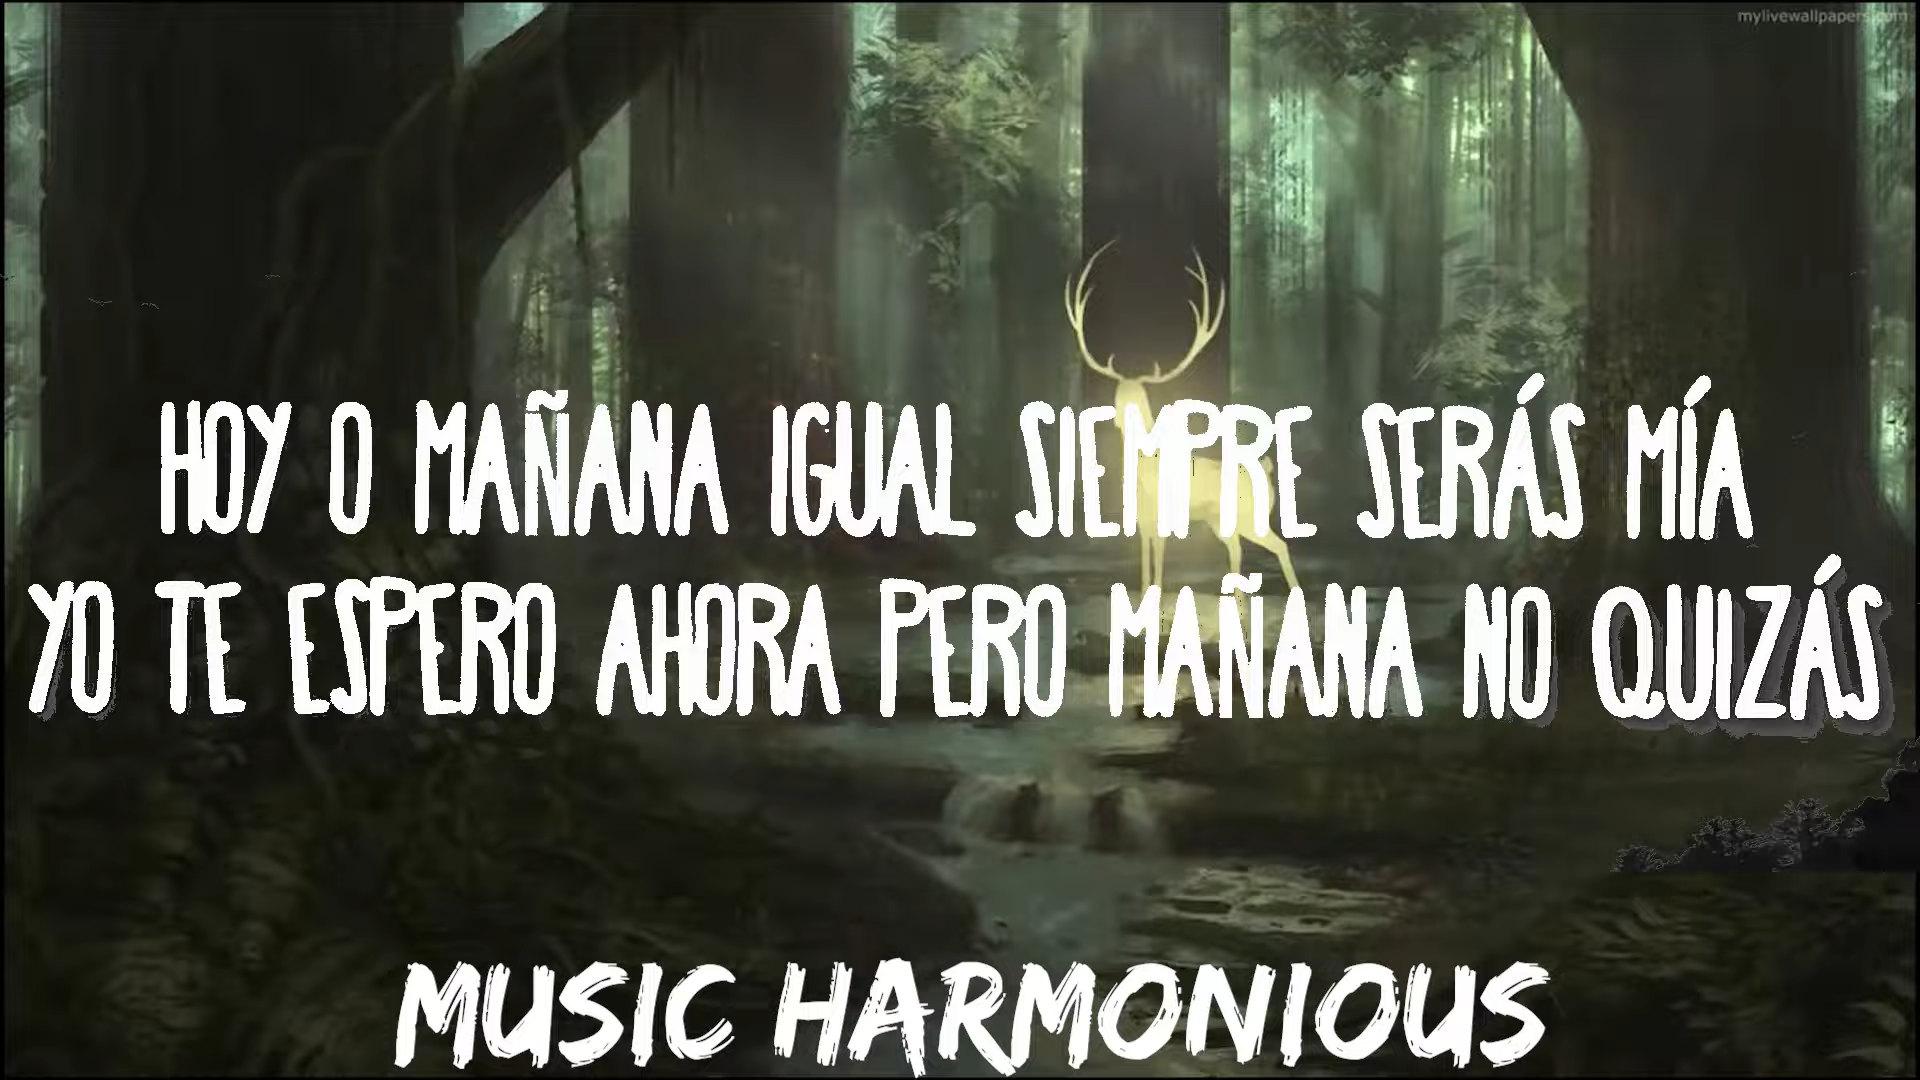 mylivewallpapers.com
HOY O MAÑANA IGUAL SIEMPRE SERÁS MÍA
YO TE ESPERO AHORA PERO MAÑANA NO QUIZÁS
MUSIC HARMONIOUS